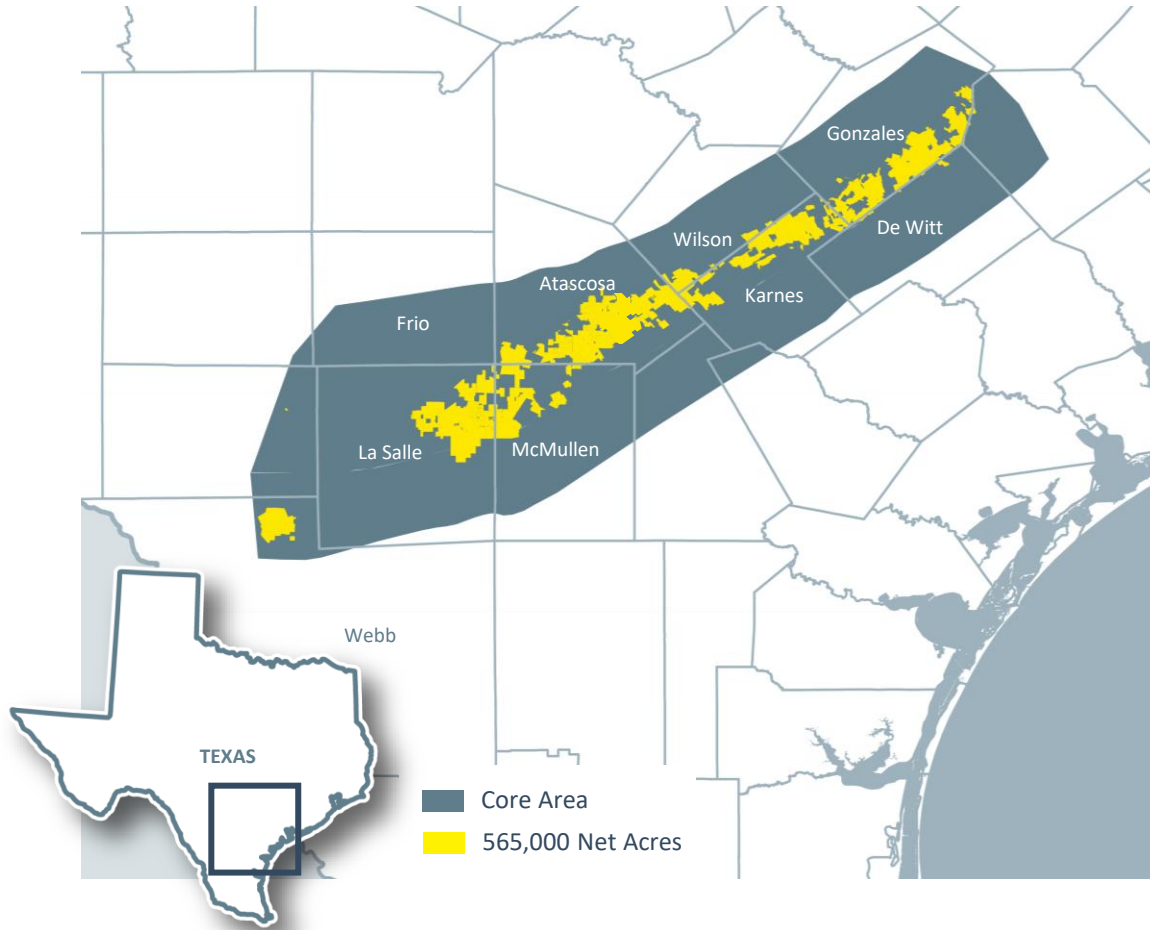 Gonzales
De Witt
Wilson
Karnes
Atascosa
Frio
La Salle
McMullen
Webb
TEXAS
Core Area
565,000 Net Acres